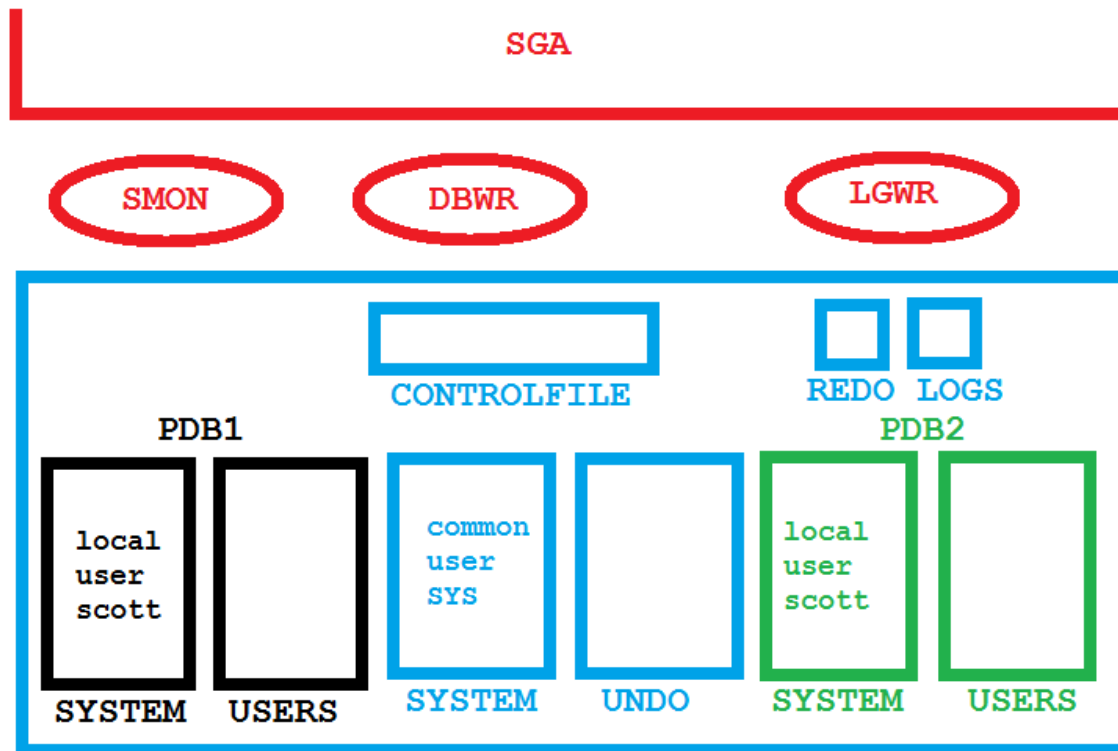 SGA
SMON
DBWR
LGWR
CONTROLFILE
REDO LOGS
PDB1
PDB2
local
user
scott
common
user
SYS
local
user
scott
SYSTEM
USERS
SYSTEM
UNDO
SYSTEM
USERS